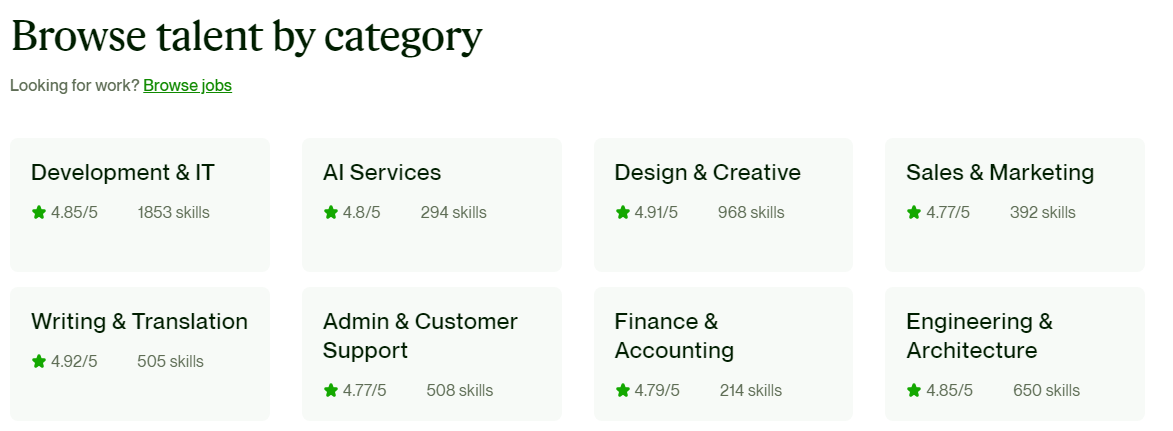 Browse talent by category
Looking for work? Browse jobs
Development & IT
4.85/5 1853 skills
AI Services
4.8/5 294 skills
Design & Creative
4.91/5 968 skills
Sales & Marketing
4.77/5 392 skills
Writing & Translation
4.92/5 505 skills
Admin & Customer
Support
4.77/5 508 skills
Finance &
Accounting
4.79/5 214 skills
Engineering &
Architecture
4.85/5 650 skills